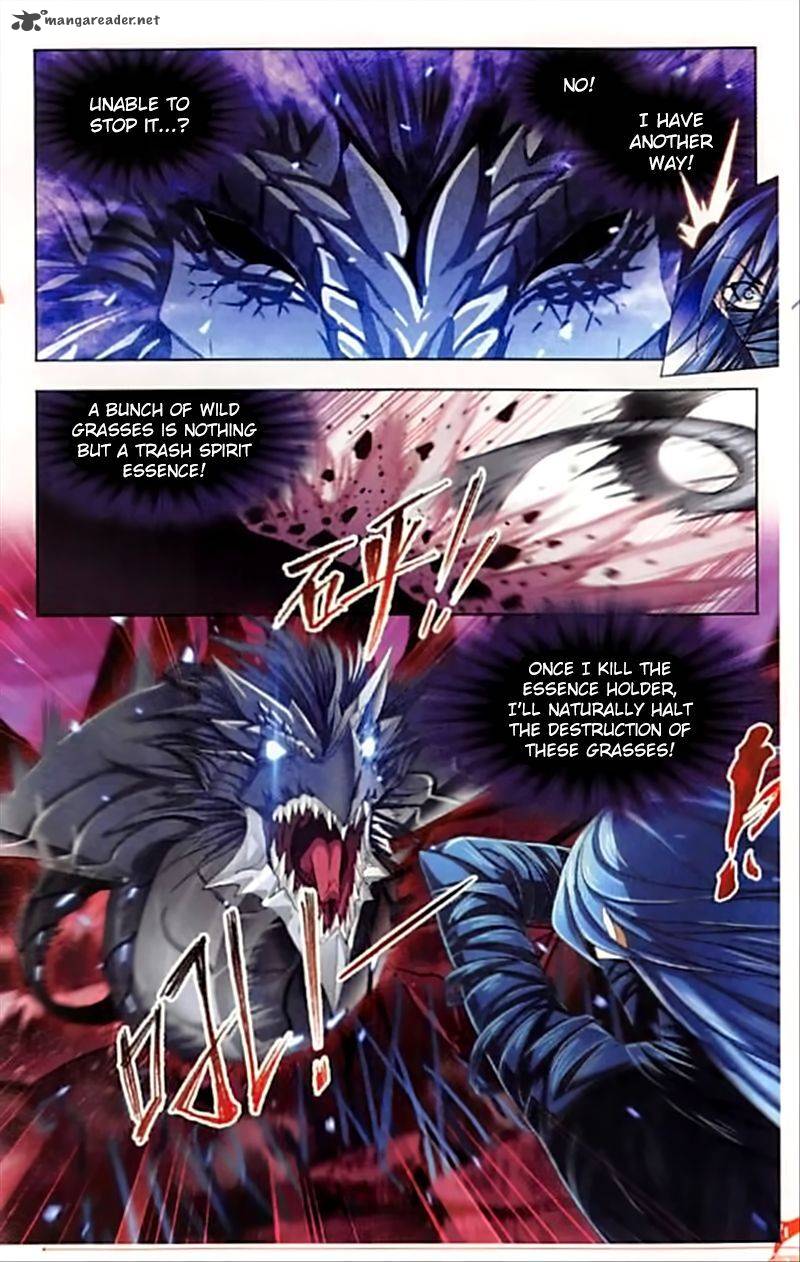 mangareader.net
UNABLE TO
STOP IT...?
NO!
I HAVE
ANOTHER
WAY!
A BUNCH OF WILD
GRASSES IS NOTHING
BUT A TRASH SPIRIT
ESSENCE!
砰!!
ONCE I KILL THE
ESSENCE HOLDER,
I'LL NATURALLY HALT
THE DESTRUCTION OF
THESE GRASSES!
吼!